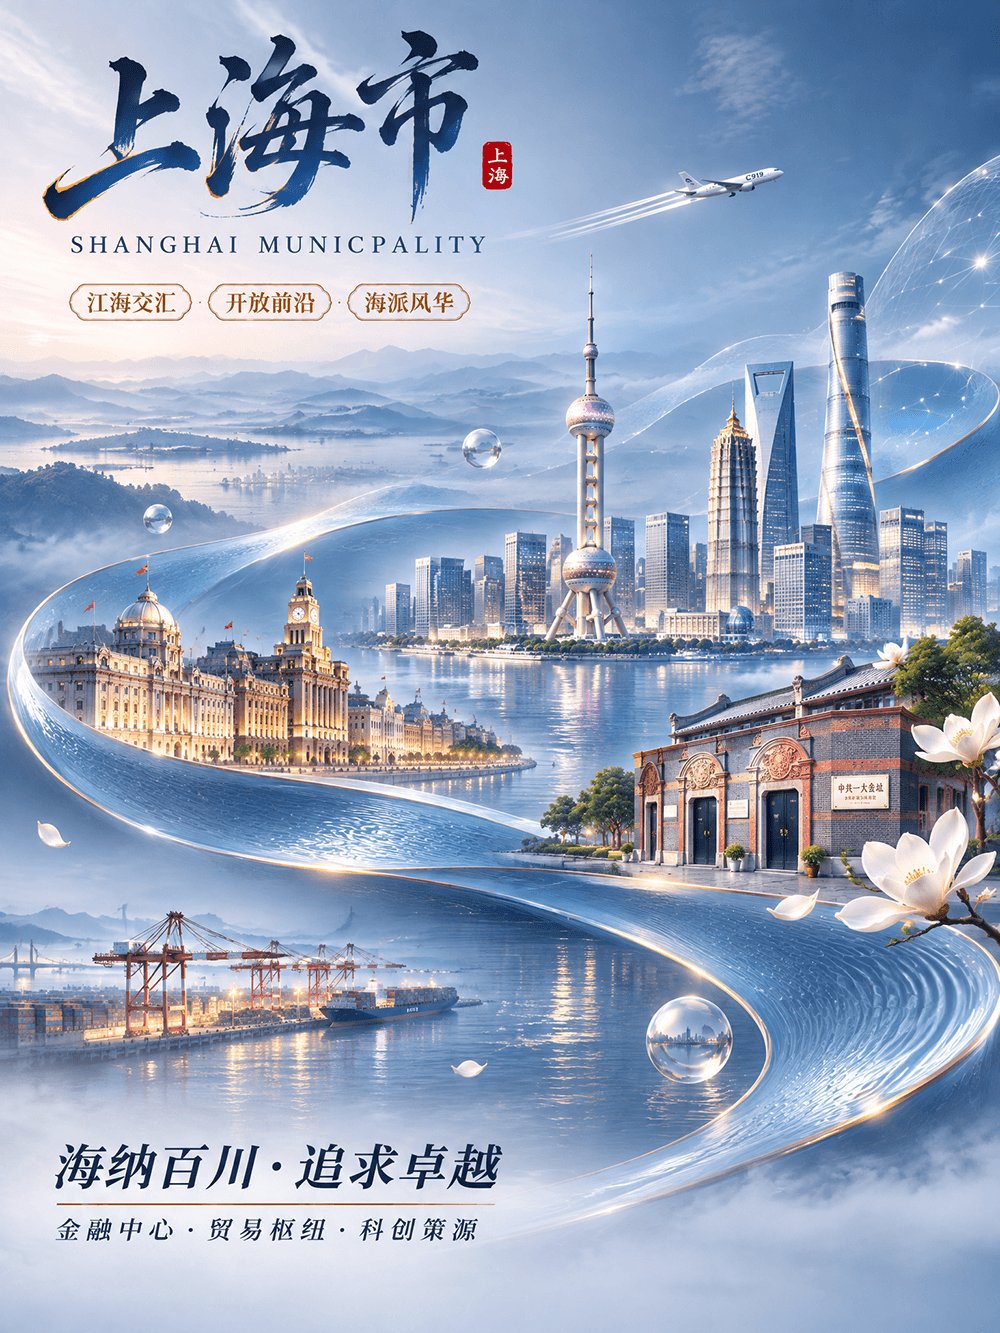 上海市
上海
SHANGHAI MUNICPALITY
C919
江海交汇 · 开放前沿 · 海派风华
中共一大会址
海纳百川·追求卓越
金融中心 · 贸易枢纽 · 科创策源